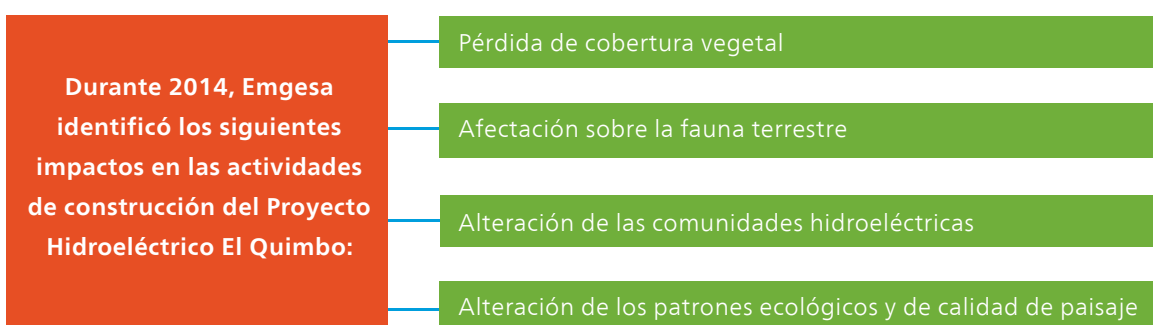 Durante 2014, Emgesa
identificó los siguientes
impactos en las actividades
de construcción del Proyecto
Hidroeléctrico El Quimbo:
Pérdida de cobertura vegetal
Afectación sobre la fauna terrestre
Alteración de las comunidades hidroeléctricas
Alteración de los patrones ecológicos y de calidad de paisaje